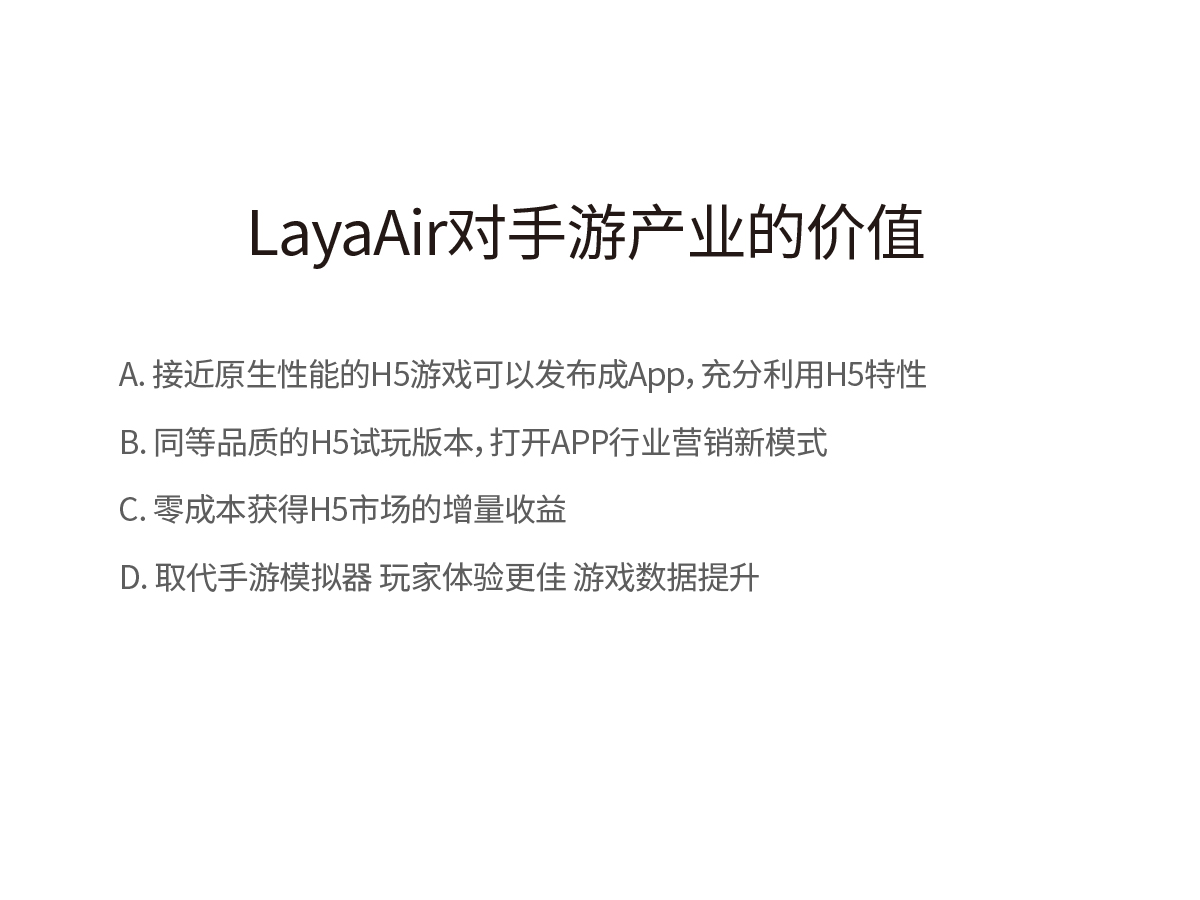 LayaAir对手游产业的价值
A. 接近原生性能的H5游戏可以发布成App，充分利用H5特性
B. 同等品质的H5试玩版本，打开APP行业营销新模式
C. 零成本获得H5市场的增量收益
D. 取代手游模拟器 玩家体验更佳 游戏数据提升